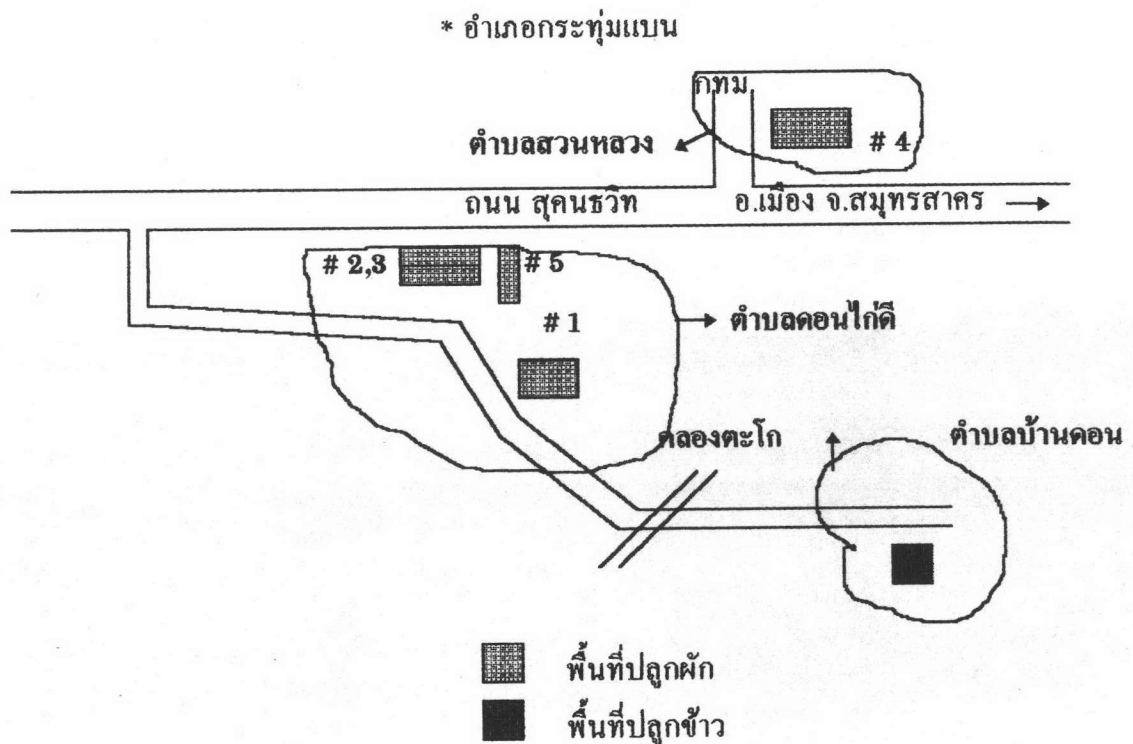 * อำเภอกระทุ่มแบน
กทม
ตำบลสวนหลวง
# 4
ถนน สุคนธวิท
อ.เมือง จ.สมุทรสาคร
# 2,3
# 5
# 1
ตำบลดอนไก่ดี
คลองตะโก
ตำบลบ้านดอน
พื้นที่ปลูกผัก
พื้นที่ปลูกข้าว